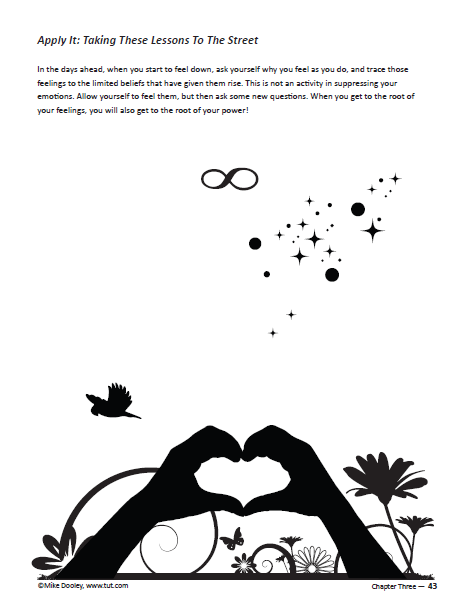 Apply It: Taking These Lessons To The Street
In the days ahead, when you start to feel down, ask yourself why you feel as you do, and trace those
feelings to the limited beliefs that have given them rise. This is not an activity in suppressing your
emotions. Allow yourself to feel them, but then ask some new questions. When you get to the root of
your feelings, you will also get to the root of your power!
©Mike Dooley, www.tut.com
Chapter Three — 43